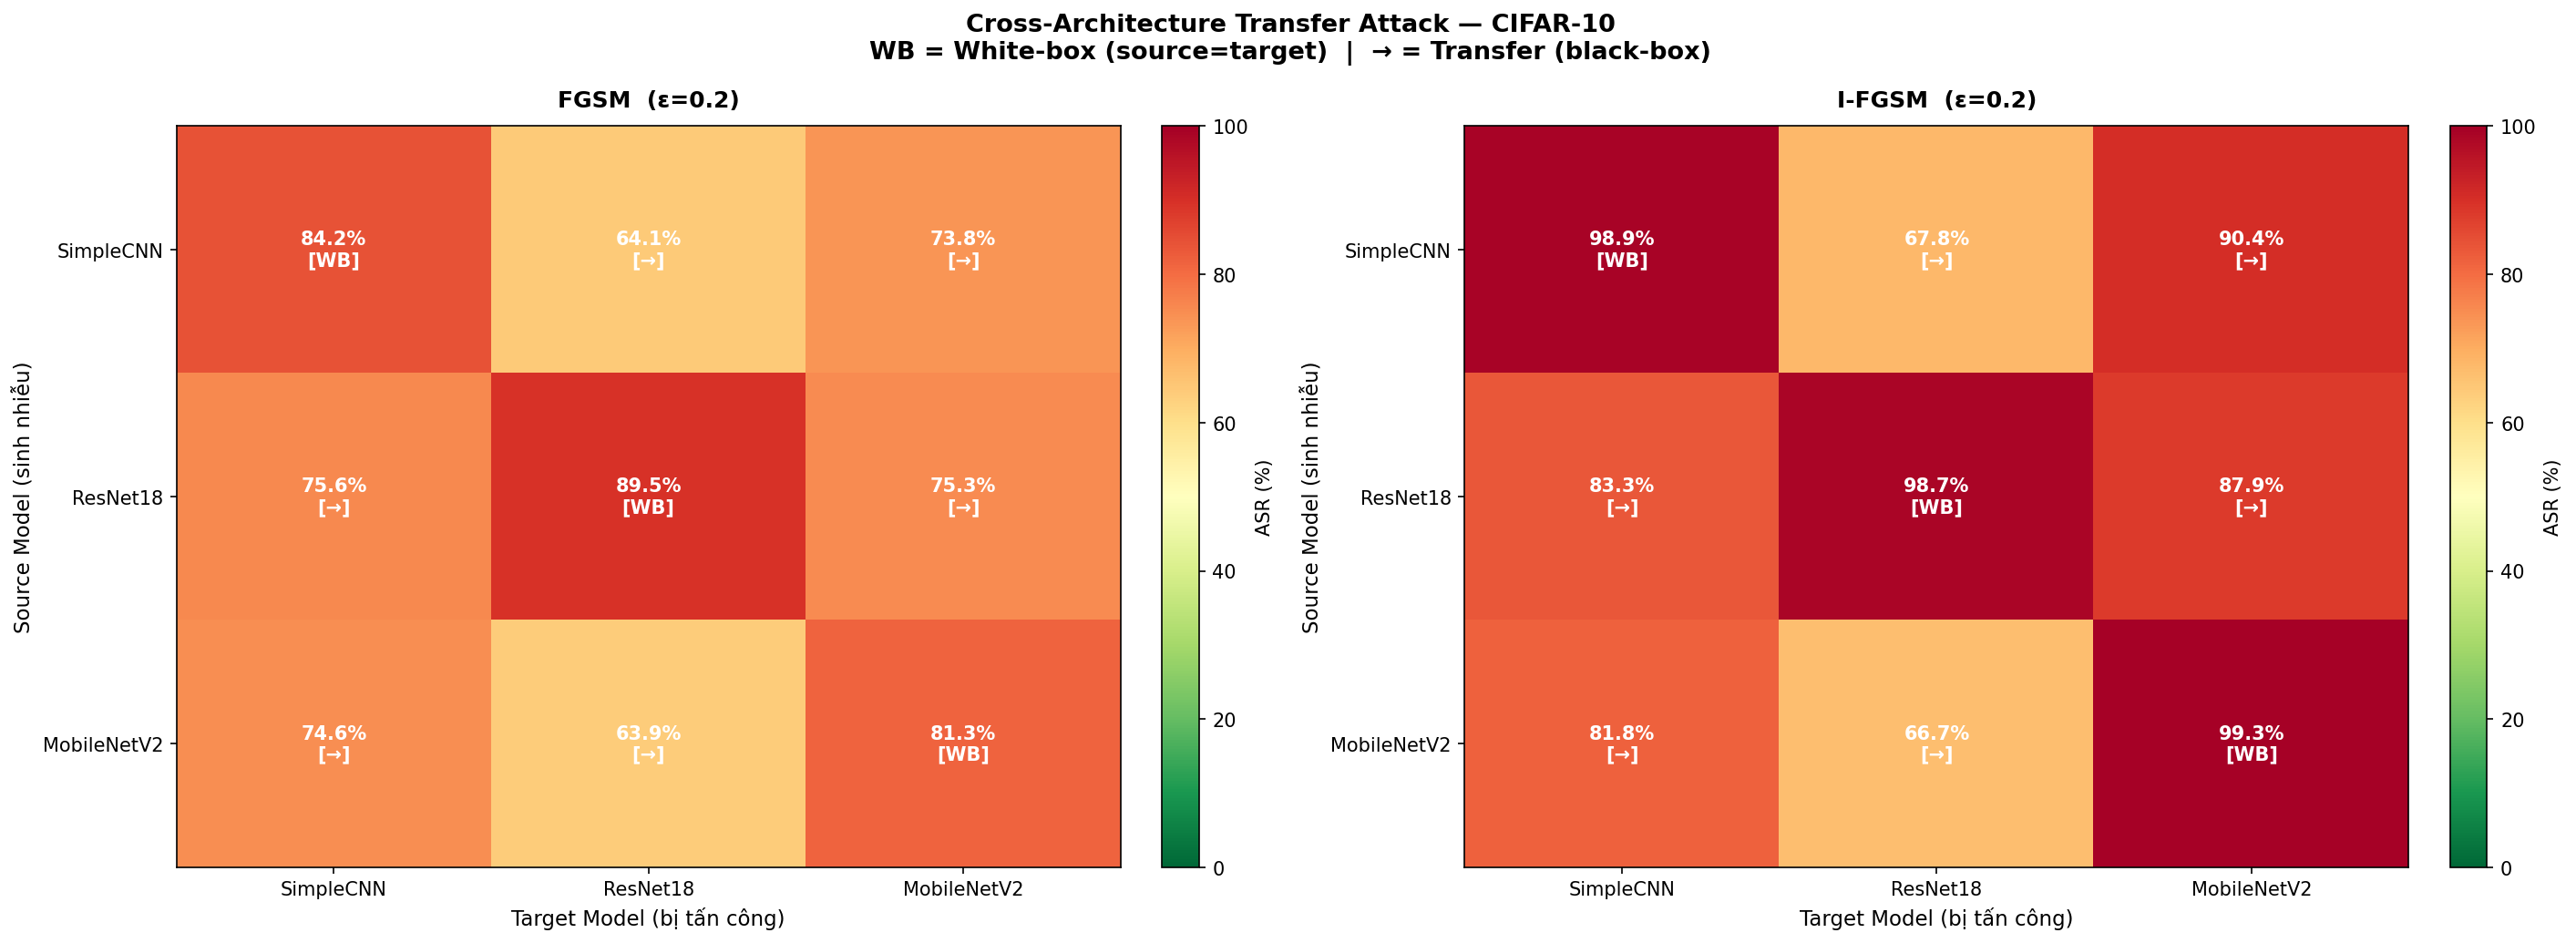 Cross-Architecture Transfer Attack — CIFAR-10
WB = White-box (source=target)  |  → = Transfer (black-box)
FGSM  (ε=0.2)
Source Model (sinh nhiễu)
SimpleCNN
ResNet18
MobileNetV2
84.2%
[WB]
64.1%
[→]
73.8%
[→]
75.6%
[→]
89.5%
[WB]
75.3%
[→]
74.6%
[→]
63.9%
[→]
81.3%
[WB]
SimpleCNN
ResNet18
MobileNetV2
Target Model (bị tấn công)
100
80
60
40
20
0
ASR (%)
I-FGSM  (ε=0.2)
Source Model (sinh nhiễu)
SimpleCNN
ResNet18
MobileNetV2
98.9%
[WB]
67.8%
[→]
90.4%
[→]
83.3%
[→]
98.7%
[WB]
87.9%
[→]
81.8%
[→]
66.7%
[→]
99.3%
[WB]
SimpleCNN
ResNet18
MobileNetV2
Target Model (bị tấn công)
100
80
60
40
20
0
ASR (%)